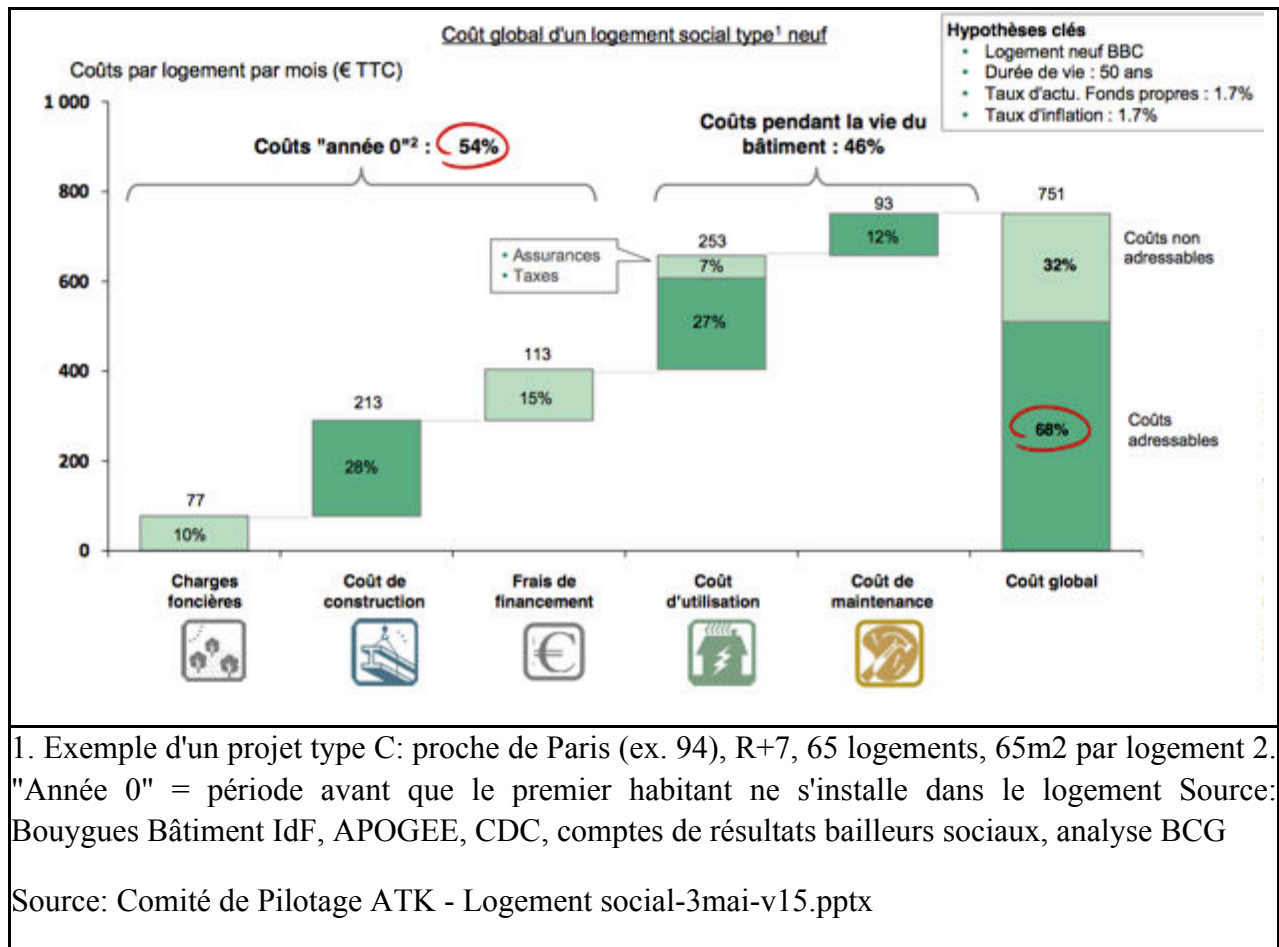 Coût global d'un logement social type1 neuf
Hypothèses clés
• Logement neuf BBC
• Durée de vie : 50 ans
• Taux d'actu. Fonds propres : 1.7%
• Taux d'inflation : 1.7%
Coûts par logement par mois (€ TTC)
1 000
800
600
400
200
0
Coûts "année 0"2 : 54%
Coûts pendant la vie du
bâtiment : 46%
• Assurances
• Taxes
77
10%
213
28%
113
15%
253
7%
27%
93
12%
751
32%
68%
Coûts non
adressables
Coûts
adressables
Charges
foncières
Coût de
construction
Frais de
financement
Coût
d'utilisation
Coût de
maintenance
Coût global
€
1. Exemple d'un projet type C: proche de Paris (ex. 94), R+7, 65 logements, 65m2 par logement 2.
"Année 0" = période avant que le premier habitant ne s'installe dans le logement Source:
Bouygues Bâtiment IdF, APOGEE, CDC, comptes de résultats bailleurs sociaux, analyse BCG
Source: Comité de Pilotage ATK - Logement social-3mai-v15.pptx